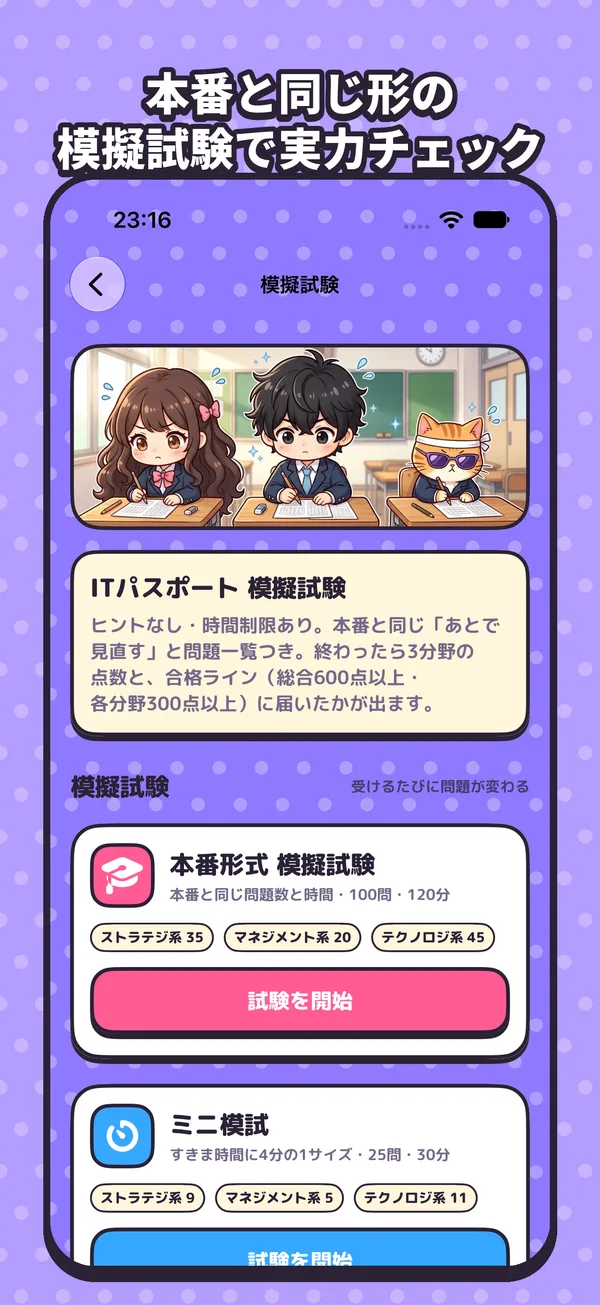 本番と同じ形の
模擬試験で実力チェック
23:16
模擬試験
ITパスポート 模擬試験
ヒントなし・時間制限あり。本番と同じ「あとで
見直す」と問題一覧つき。終わったら3分野の
点数と、合格ライン（総合600点以上・
各分野300点以上）に届いたかが出ます。
模擬試験
受けるたびに問題が変わる
本番形式 模擬試験
本番と同じ問題数と時間・100問・120分
ストラテジ系 35
マネジメント系 20
テクノロジ系 45
試験を開始
ミニ模試
すきま時間に4分の1サイズ・25問・30分
ストラテジ系 9
マネジメント系 5
テクノロジ系 11
試験を開始